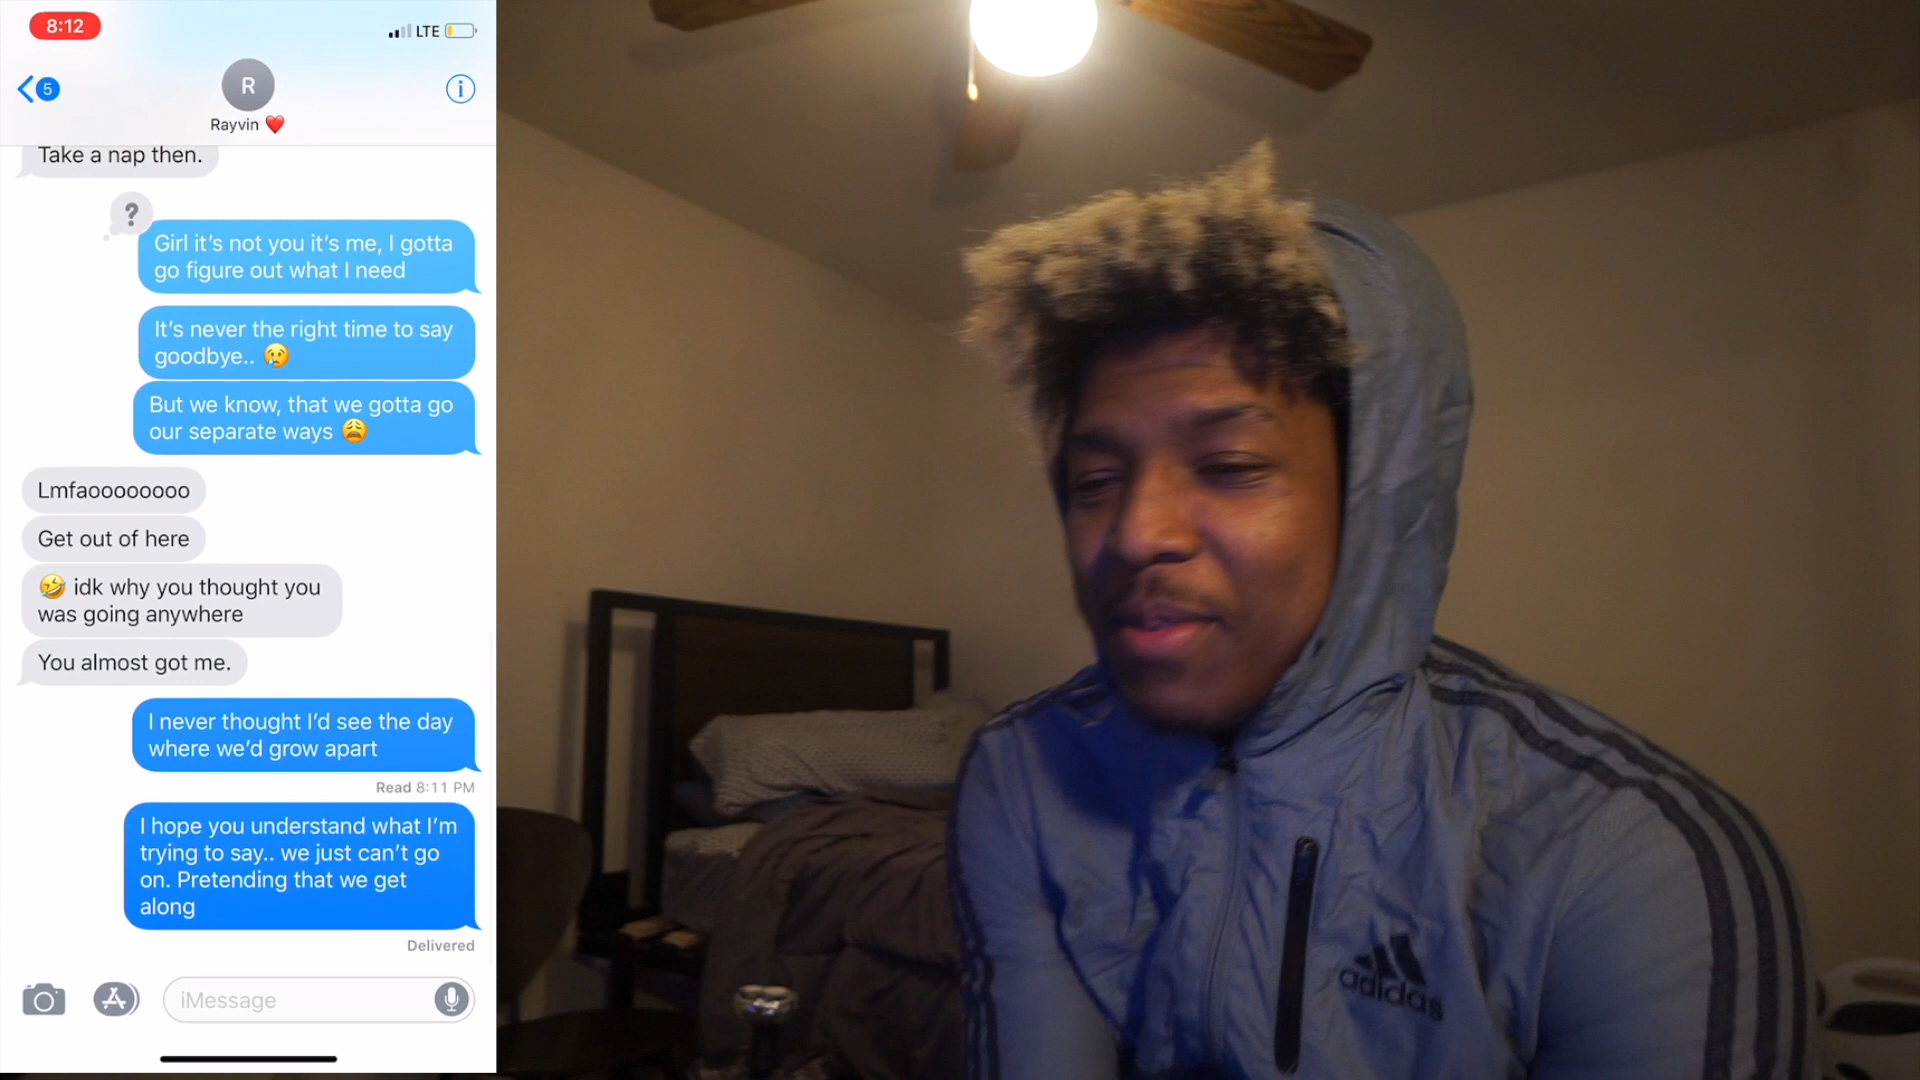 8:12
LTE
5
R
Rayvin ❤️
Take a nap then.
?
Girl it's not you it's me, I gotta
go figure out what I need
It's never the right time to say
goodbye.. 😢
But we know, that we gotta go
our separate ways 😩
Lmfaoooooooo
Get out of here
🤣 idk why you thought you
was going anywhere
You almost got me.
I never thought I'd see the day
where we'd grow apart
Read 8:11 PM
I hope you understand what I'm
trying to say.. we just can't go
on. Pretending that we get
along
Delivered
iMessage
adidas